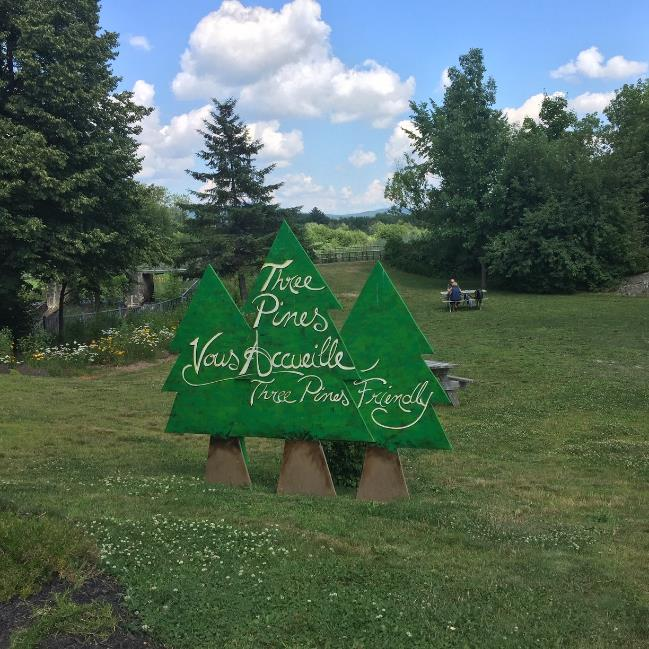 Three
Pines
Vous Accueille
Three Pines Friendly